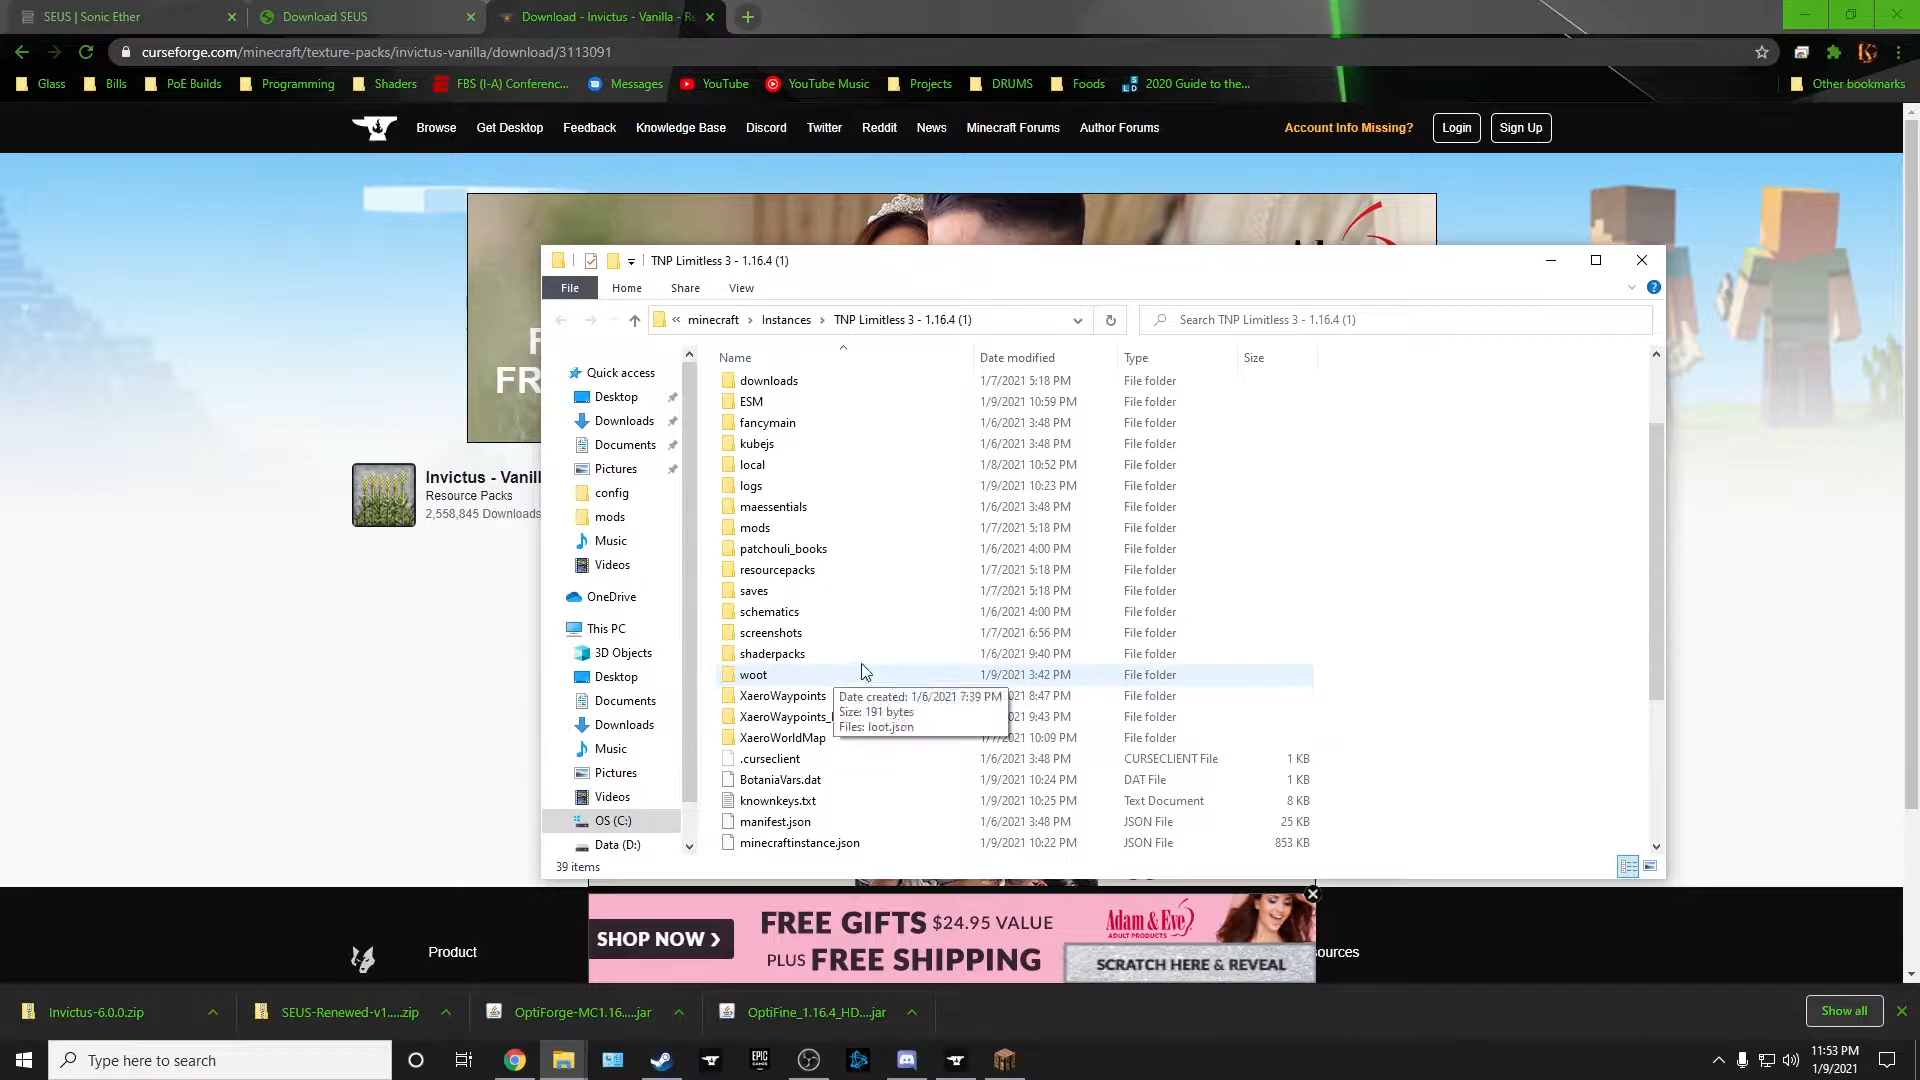 SEUS | Sonic Ether
Download SEUS
Download - Invictus - Vanilla - R
curseforge.com/minecraft/texture-packs/invictus-vanilla/download/3113091
Glass
Bills
PoE Builds
Programming
Shaders
FBS (I-A) Conferenc...
Messages
YouTube
YouTube Music
Projects
DRUMS
Foods
2020 Guide to the...
Other bookmarks
Browse
Get Desktop
Feedback
Knowledge Base
Discord
Twitter
Reddit
News
Minecraft Forums
Author Forums
Account Info Missing?
Login
Sign Up
Invictus - Vanill
Resource Packs
2,558,845 Downloads
F
FR
TNP Limitless 3 - 1.16.4 (1)
File
Home
Share
View
« minecraft > Instances > TNP Limitless 3 - 1.16.4 (1)
Search TNP Limitless 3 - 1.16.4 (1)
Quick access
Desktop
Downloads
Documents
Pictures
config
mods
Music
Videos
OneDrive
This PC
3D Objects
Desktop
Documents
Downloads
Music
Pictures
Videos
OS (C:)
Data (D:)
Name Date modified Type Size
downloads 1/7/2021 5:18 PM File folder
ESM 1/9/2021 10:59 PM File folder
fancymain 1/6/2021 3:48 PM File folder
kubejs 1/6/2021 3:48 PM File folder
local 1/8/2021 10:52 PM File folder
logs 1/9/2021 10:23 PM File folder
maessentials 1/6/2021 3:48 PM File folder
mods 1/7/2021 5:18 PM File folder
patchouli_books 1/6/2021 4:00 PM File folder
resourcepacks 1/7/2021 5:18 PM File folder
saves 1/7/2021 5:18 PM File folder
schematics 1/6/2021 4:00 PM File folder
screenshots 1/7/2021 6:56 PM File folder
shaderpacks 1/6/2021 9:40 PM File folder
woot 1/9/2021 3:42 PM File folder
XaeroWaypoints 021 8:47 PM File folder
XaeroWaypoints_ 021 9:43 PM File folder
XaeroWorldMap 1/7/2021 10:09 PM File folder
.curseclient 1/6/2021 3:48 PM CURSECLIENT File 1 KB
BotaniaVars.dat 1/9/2021 10:24 PM DAT File 1 KB
knownkeys.txt 1/9/2021 10:25 PM Text Document 8 KB
manifest.json 1/6/2021 3:48 PM JSON File 25 KB
minecraftinstance.json 1/9/2021 10:22 PM JSON File 853 KB
Date created: 1/6/2021 7:39 PM
Size: 191 bytes
Files: loot.json
39 items
SHOP NOW >
FREE GIFTS $24.95 VALUE
PLUS FREE SHIPPING
Adam & Eve
ADULT PRODUCTS
SCRATCH HERE & REVEAL
Product
ources
Invictus-6.0.0.zip
SEUS-Renewed-v1.....zip
OptiForge-MC1.16.....jar
OptiFine_1.16.4_HD....jar
Show all
Type here to search
EPIC
GAMES
11:53 PM
1/9/2021